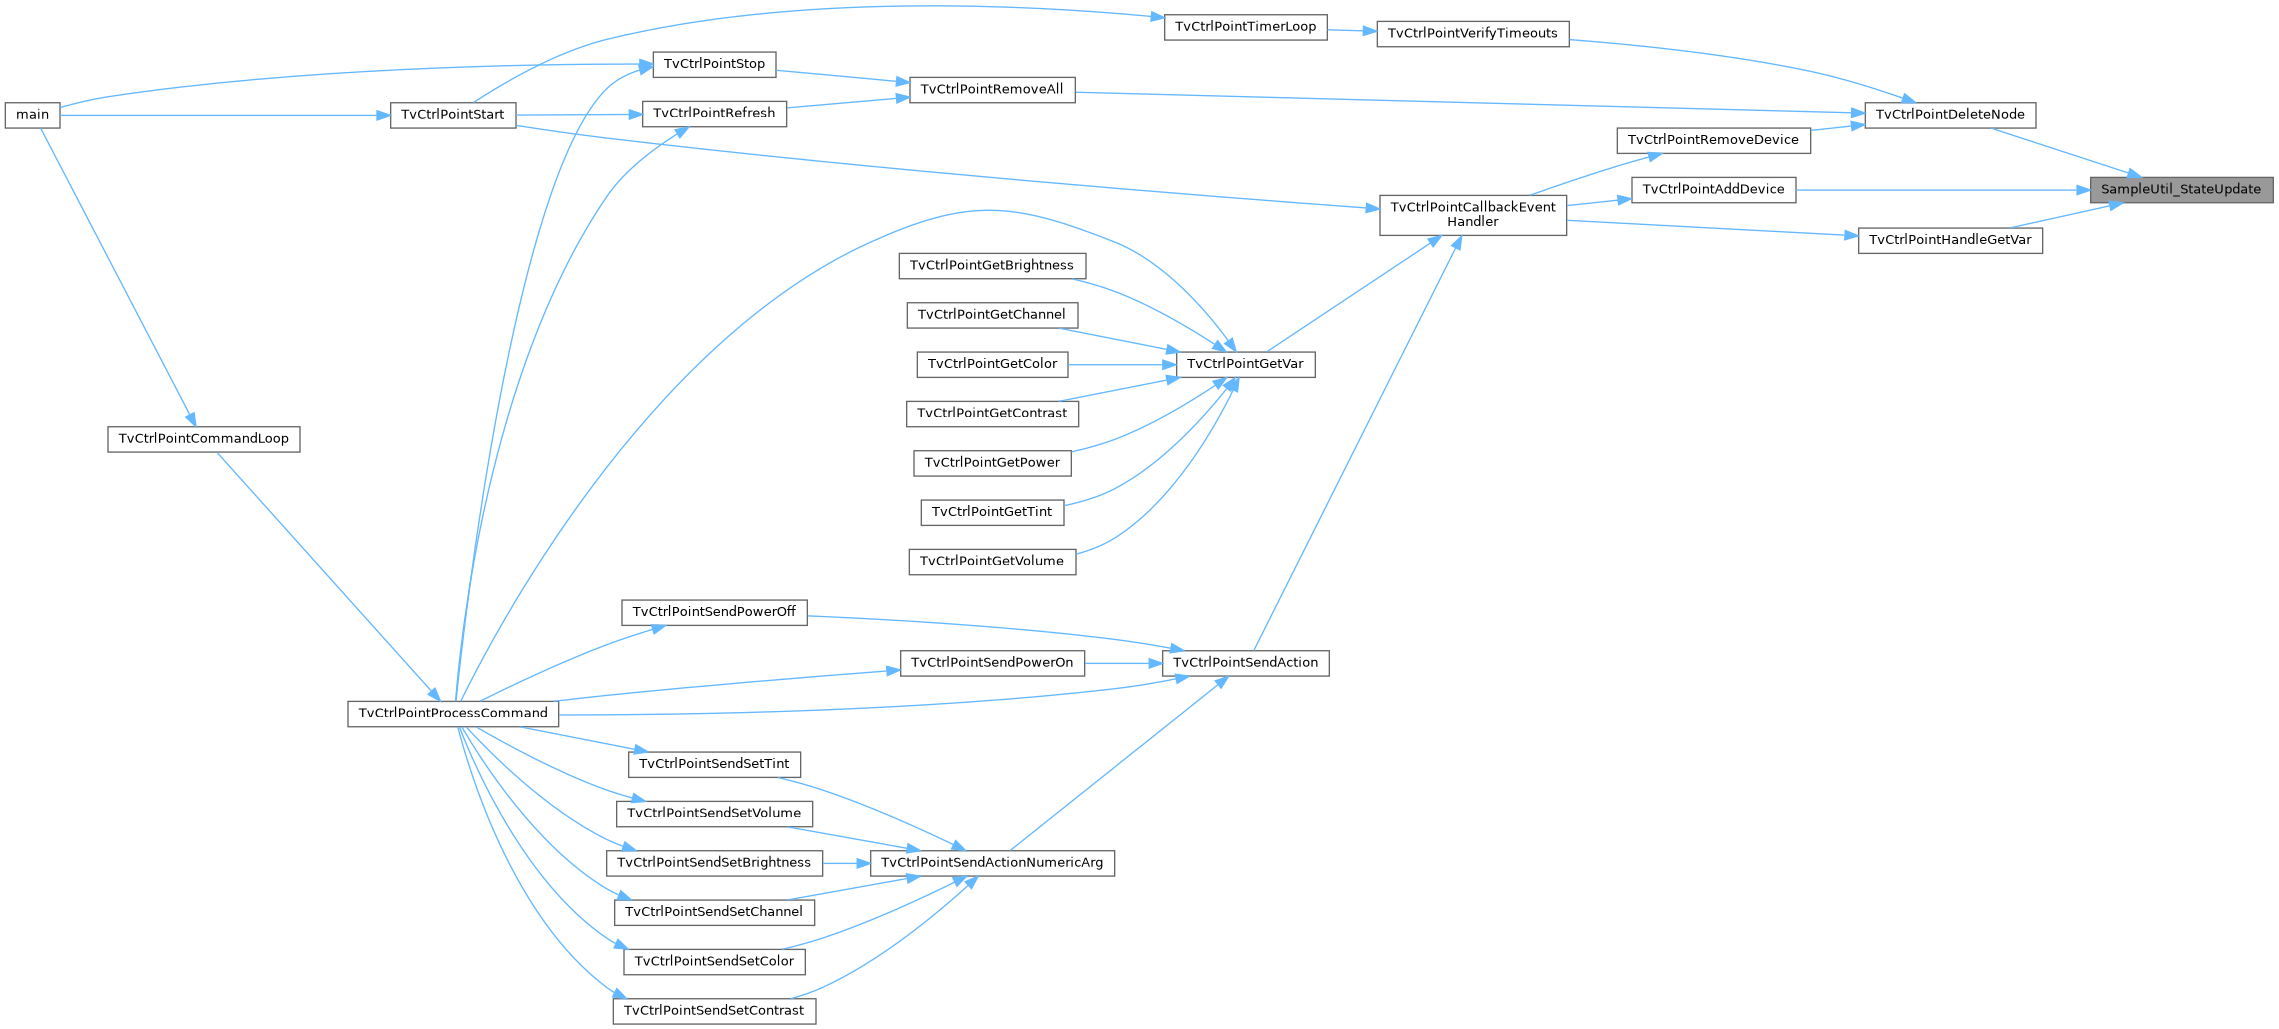 TvCtrlPointTimerLoop
TvCtrlPointVerifyTimeouts
TvCtrlPointStop
TvCtrlPointRemoveAll
main
TvCtrlPointStart
TvCtrlPointRefresh
TvCtrlPointDeleteNode
TvCtrlPointRemoveDevice
TvCtrlPointAddDevice
SampleUtil_StateUpdate
TvCtrlPointCallbackEvent
Handler
TvCtrlPointHandleGetVar
TvCtrlPointGetBrightness
TvCtrlPointGetChannel
TvCtrlPointGetColor
TvCtrlPointGetVar
TvCtrlPointGetContrast
TvCtrlPointCommandLoop
TvCtrlPointGetPower
TvCtrlPointGetTint
TvCtrlPointGetVolume
TvCtrlPointSendPowerOff
TvCtrlPointSendPowerOn
TvCtrlPointSendAction
TvCtrlPointProcessCommand
TvCtrlPointSendSetTint
TvCtrlPointSendSetVolume
TvCtrlPointSendSetBrightness
TvCtrlPointSendActionNumericArg
TvCtrlPointSendSetChannel
TvCtrlPointSendSetColor
TvCtrlPointSendSetContrast